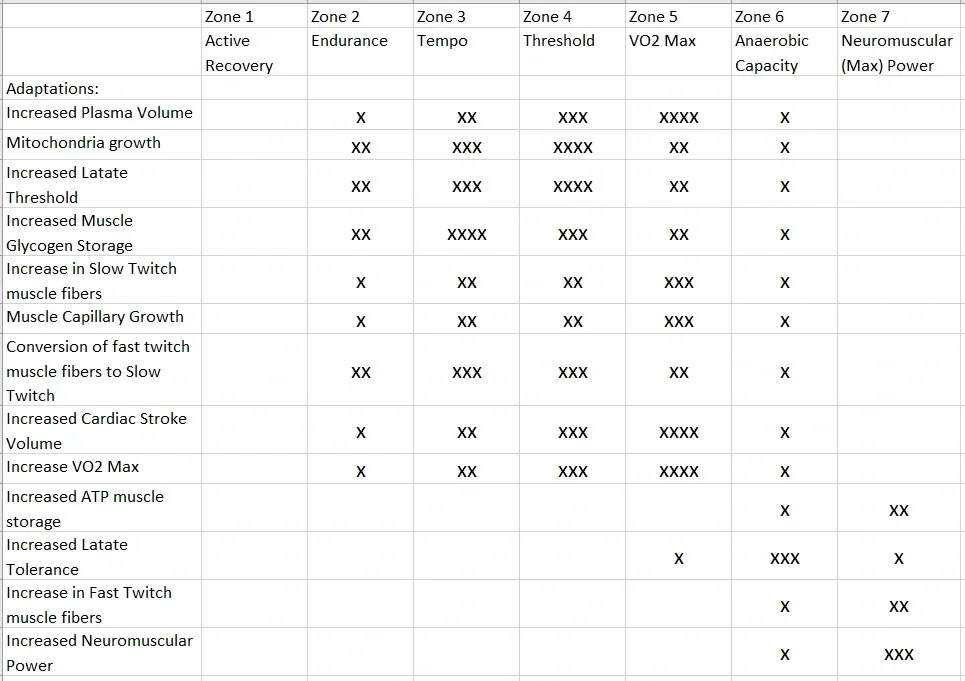 Zone 1 Zone 2 Zone 3 Zone 4 Zone 5 Zone 6 Zone 7
Active Endurance Tempo Threshold VO2 Max Anaerobic Neuromuscular
Recovery Capacity (Max) Power
Adaptations:
Increased Plasma Volume X XX XXX XXXX X
Mitochondria growth XX XXX XXXX XX X
Increased Latate
Threshold XX XXX XXXX XX X
Increased Muscle
Glycogen Storage XX XXXX XXX XX X
Increase in Slow Twitch
muscle fibers X XX XX XXX X
Muscle Capillary Growth X XX XX XXX X
Conversion of fast twitch
muscle fibers to Slow XX XXX XXX XX X
Twitch
Increased Cardiac Stroke
Volume X XX XXX XXXX X
Increase VO2 Max X XX XXX XXXX X
Increased ATP muscle
storage X XX
Increased Latate
Tolerance X XXX X
Increase in Fast Twitch
muscle fibers X XX
Increased Neuromuscular
Power X XXX